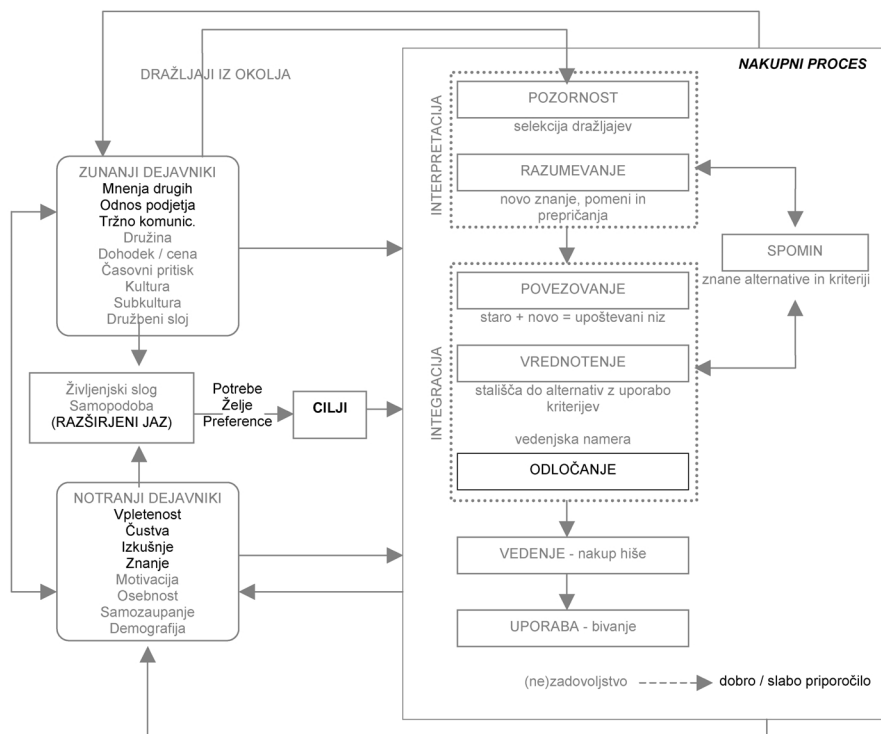 DRAŽLJAJI IZ OKOLJA
ZUNANJI DEJAVNIKI
Mnenja drugih
Odnos podjetja
Tržno komunic.
Družina
Dohodek / cena
Časovni pritisk
Kultura
Subkultura
Družbeni sloj
Življenjski slog
Samopodoba
(RAZŠIRJENI JAZ)
Potrebe
Želje
Preference
CILJI
NOTRANJI DEJAVNIKI
Vpletenost
Čustva
Izkušnje
Znanje
Motivacija
Osebnost
Samozaupanje
Demografija
NAKUPNI PROCES
INTERPRETACIJA
POZORNOST
selekcija dražljajev
RAZUMEVANJE
novo znanje, pomeni in
prepričanja
SPOMIN
znane alternative in kriteriji
INTEGRACIJA
POVEZOVANJE
staro + novo = upoštevani niz
VREDNOTENJE
stališča do alternativ z uporabo
kriterijev
vedenjska namera
ODLOČANJE
VEDENJE - nakup hiše
UPORABA - bivanje
(ne)zadovoljstvo
dobro / slabo priporočilo